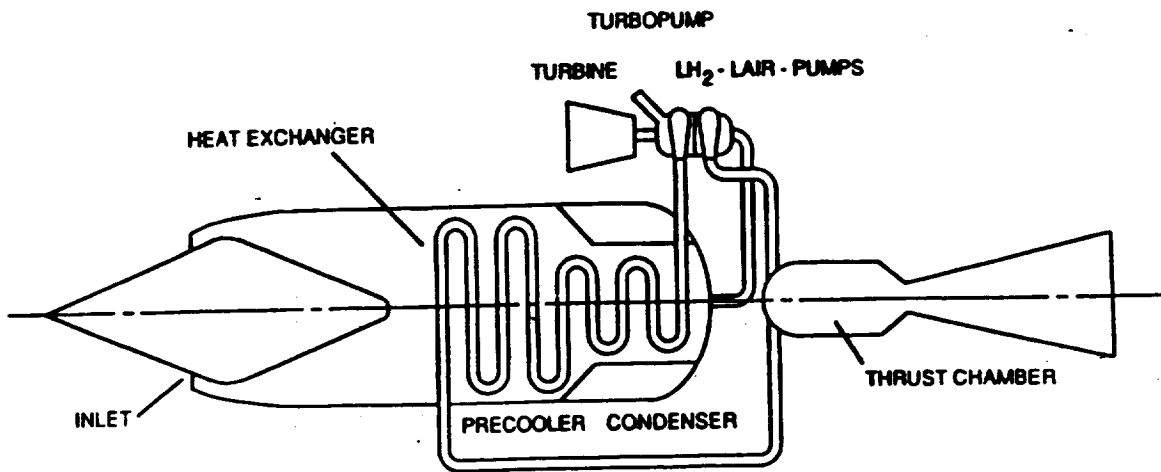 TURBOPUMP
TURBINE LH₂ - LAIR - PUMPS
HEAT EXCHANGER
THRUST CHAMBER
INLET
PRECOOLER CONDENSER